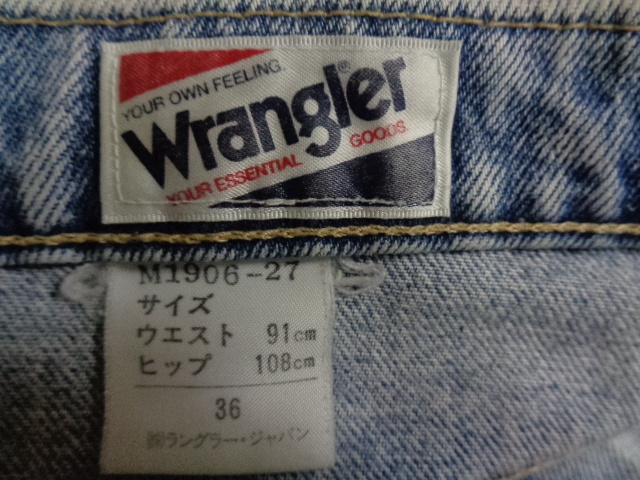 YOUR OWN FEELING.
Wrangler®
YOUR ESSENTIAL GOODS.
M1906-27
サイズ
ウエスト 91cm
ヒップ 108cm
36
㈱ラングラー・ジャパン